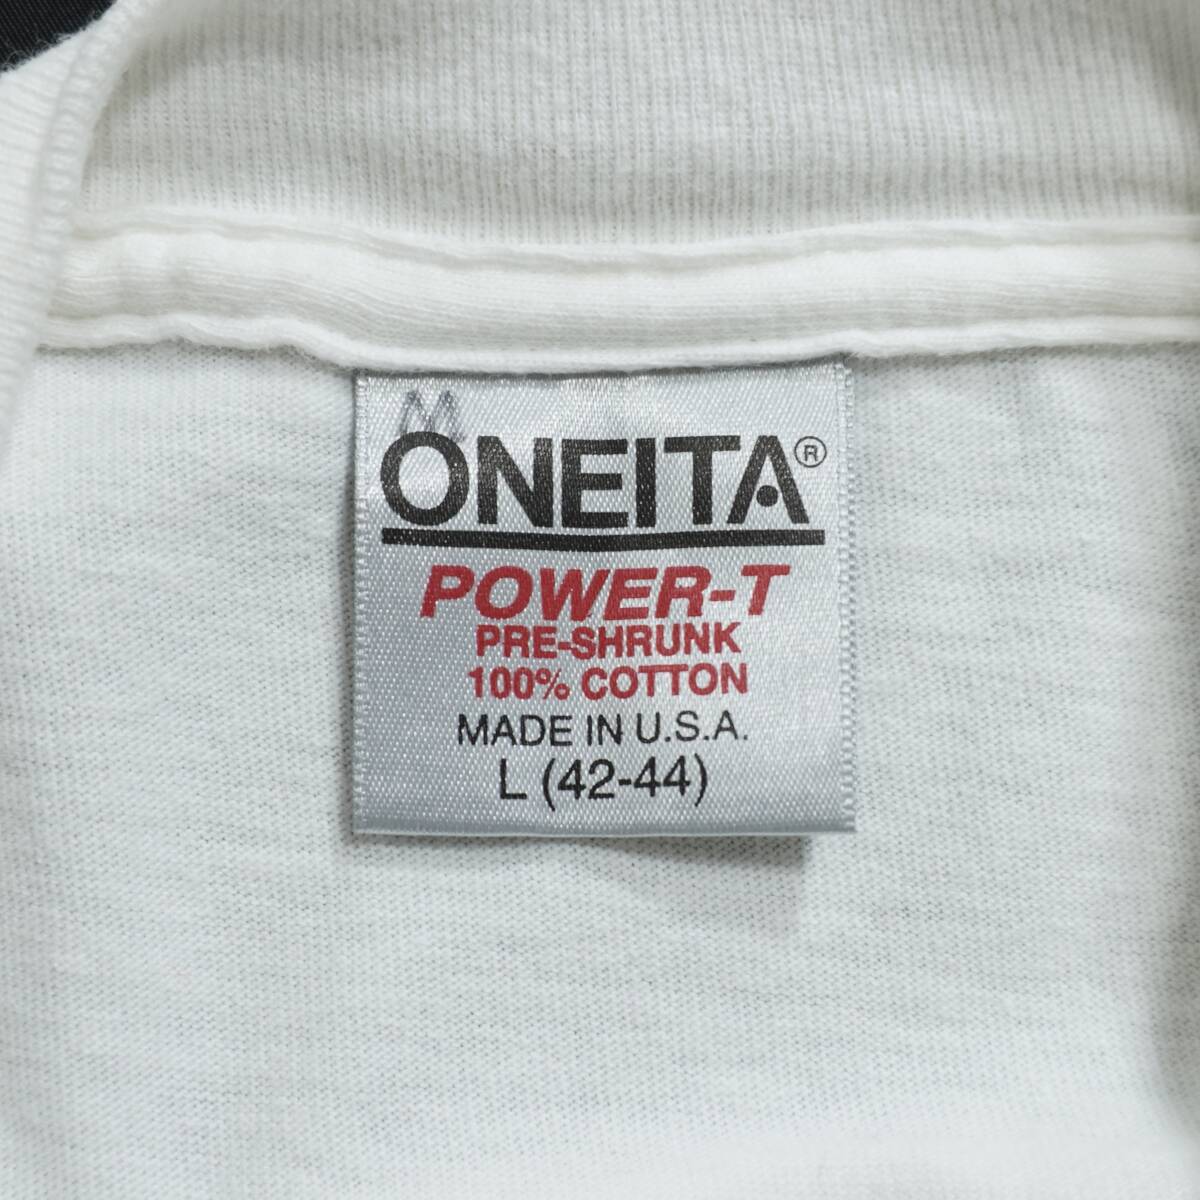 M
ONEITA®
POWER-T
PRE-SHRUNK
100% COTTON
MADE IN U.S.A.
L (42-44)